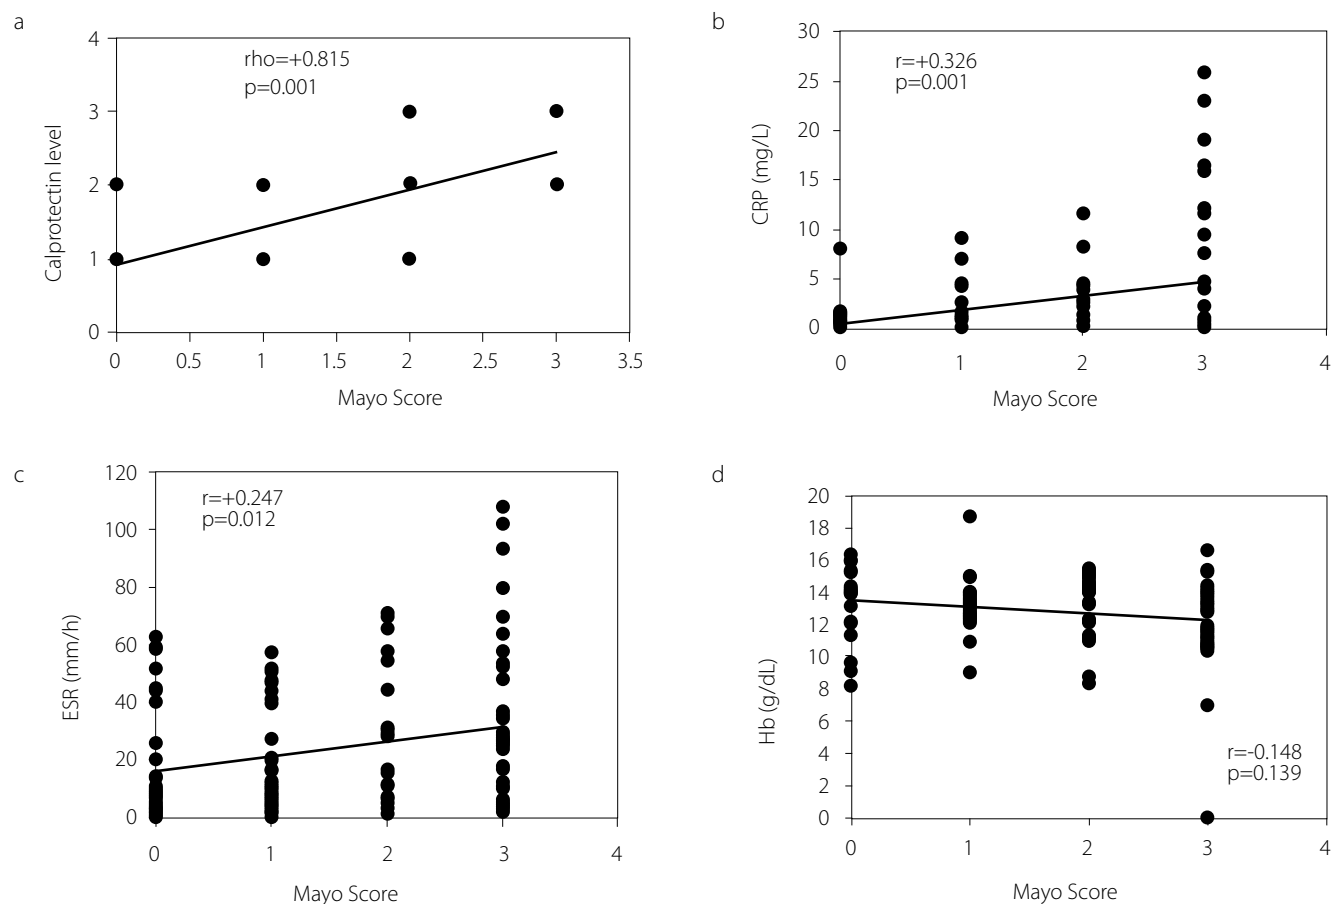 a
rho=+0.815
p=0.001
4
3
2
1
0
Calprotectin level
0
0.5
1
1.5
2
2.5
3
3.5
Mayo Score
b
r=+0.326
p=0.001
30
25
20
15
10
5
0
CRP (mg/L)
0
1
2
3
4
Mayo Score
c
r=+0.247
p=0.012
120
100
80
60
40
20
0
ESR (mm/h)
0
1
2
3
4
Mayo Score
d
20
18
16
14
12
10
8
6
4
2
0
Hb (g/dL)
r=-0.148
p=0.139
0
1
2
3
4
Mayo Score